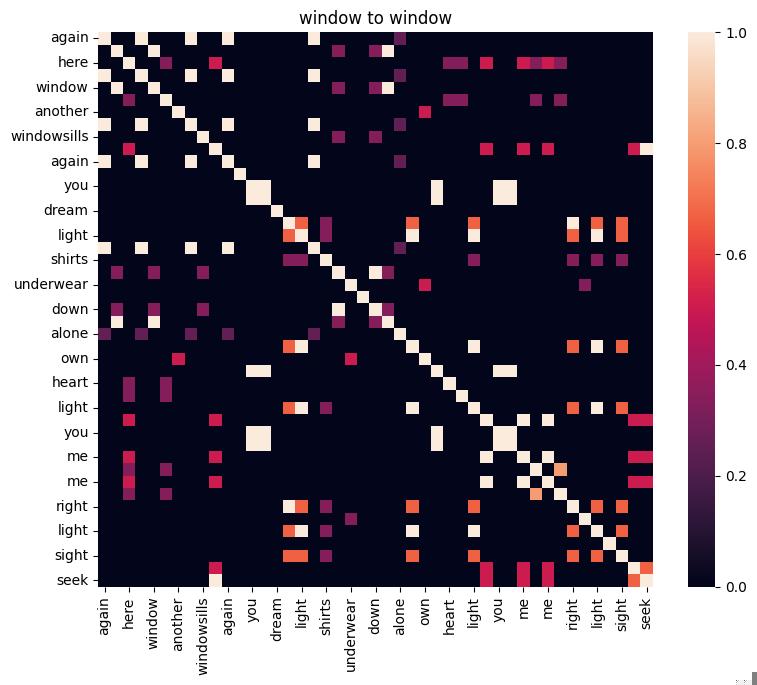 window to window
again
here
window
another
windowsills
again
you
dream
light
shirts
underwear
down
alone
own
heart
light
you
me
me
right
light
sight
seek
1.0
0.8
0.6
0.4
0.2
0.0
again
here
window
another
windowsills
again
you
dream
light
shirts
underwear
down
alone
own
heart
light
you
me
me
right
light
sight
seek